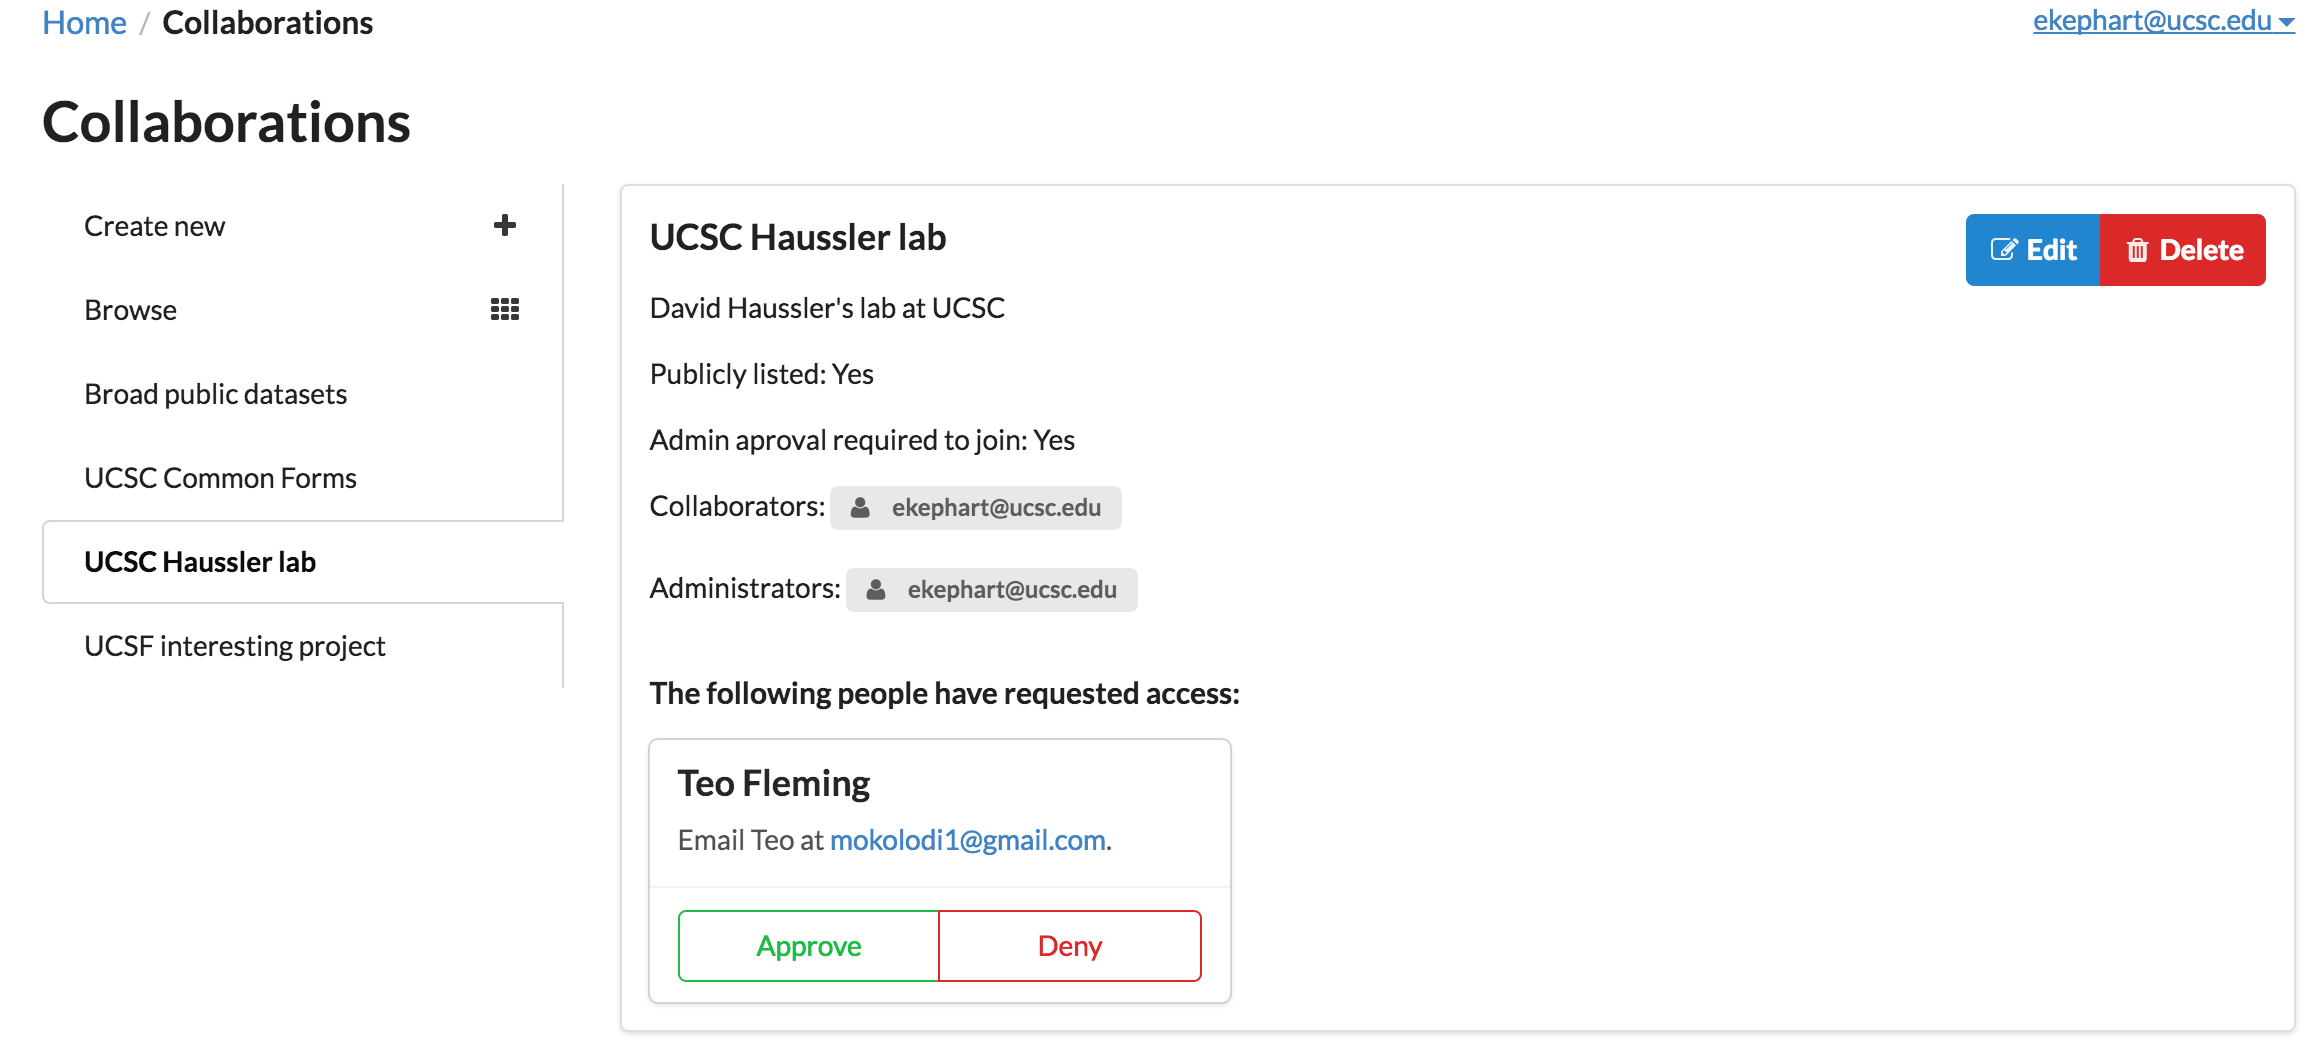 Home / Collaborations
ekephart@ucsc.edu
Collaborations
Create new
Browse
Broad public datasets
UCSC Common Forms
UCSC Haussler lab
UCSF interesting project
UCSC Haussler lab
Edit
Delete
David Haussler's lab at UCSC
Publicly listed: Yes
Admin aproval required to join: Yes
Collaborators: ekephart@ucsc.edu
Administrators: ekephart@ucsc.edu
The following people have requested access:
Teo Fleming
Email Teo at mokolodi1@gmail.com.
Approve
Deny